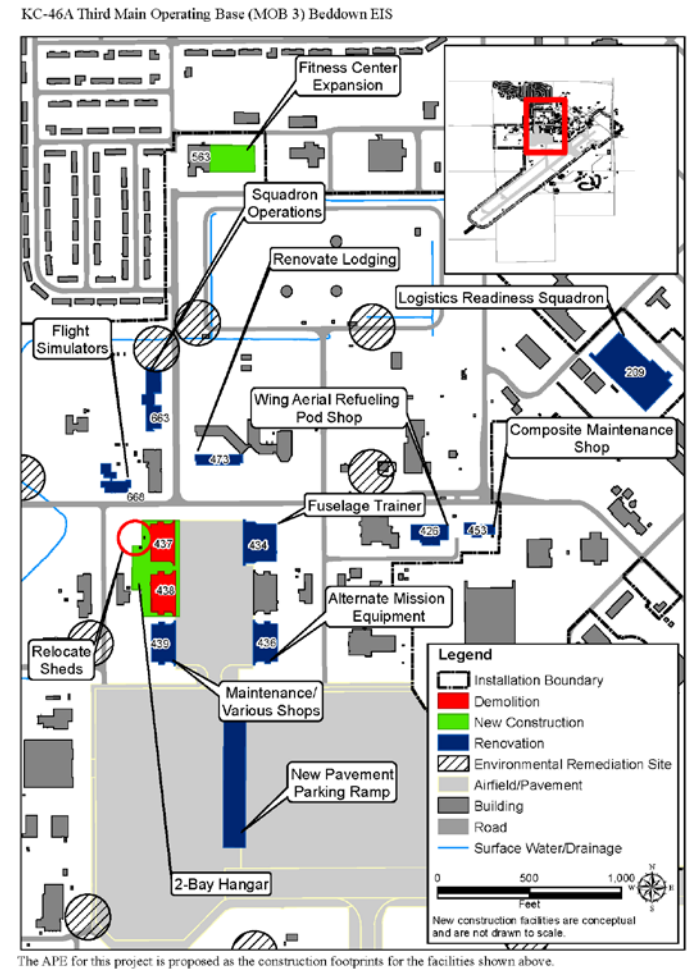 KC-46A Third Main Operating Base (MOB 3) Beddown EIS
Fitness Center
Expansion
563
Squadron
Operations
Renovate Lodging
Logistics Readiness Squadron
Flight
Simulators
209
Wing Aerial Refueling
Pod Shop
663
Composite Maintenance
Shop
473
668
Fuselage Trainer
426
453
437
434
438
Alternate Mission
Equipment
439
436
Relocate
Sheds
Maintenance/
Various Shops
New Pavement
Parking Ramp
2-Bay Hangar
Legend
Installation Boundary
Demolition
New Construction
Renovation
Environmental Remediation Site
Airfield/Pavement
Building
Road
Surface Water/Drainage
0 500 1,000
Feet
N
W E
S
New construction facilities are conceptual
and are not drawn to scale.
The APE for this project is proposed as the construction footprints for the facilities shown above.